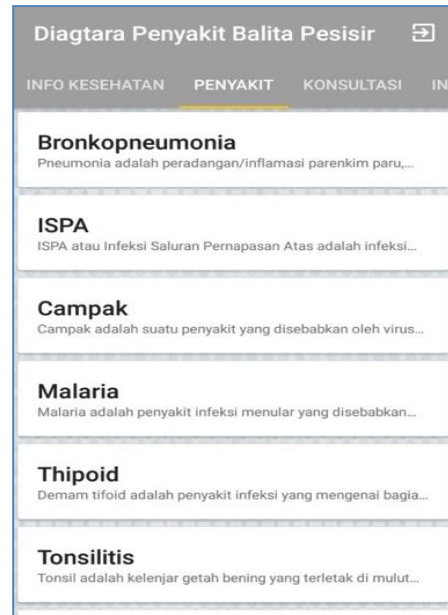 Diagtara Penyakit Balita Pesisir
INFO KESEHATAN PENYAKIT KONSULTASI IN
Bronkopneumonia
Pneumonia adalah peradangan/inflamasi parenkim paru,...
ISPA
ISPA atau Infeksi Saluran Pernapasan Atas adalah infeksi...
Campak
Campak adalah suatu penyakit yang disebabkan oleh virus...
Malaria
Malaria adalah penyakit infeksi menular yang disebabkan...
Thipoid
Demam tifoid adalah penyakit infeksi yang mengenai bagia...
Tonsilitis
Tonsil adalah kelenjar getah bening yang terletak di mulut...